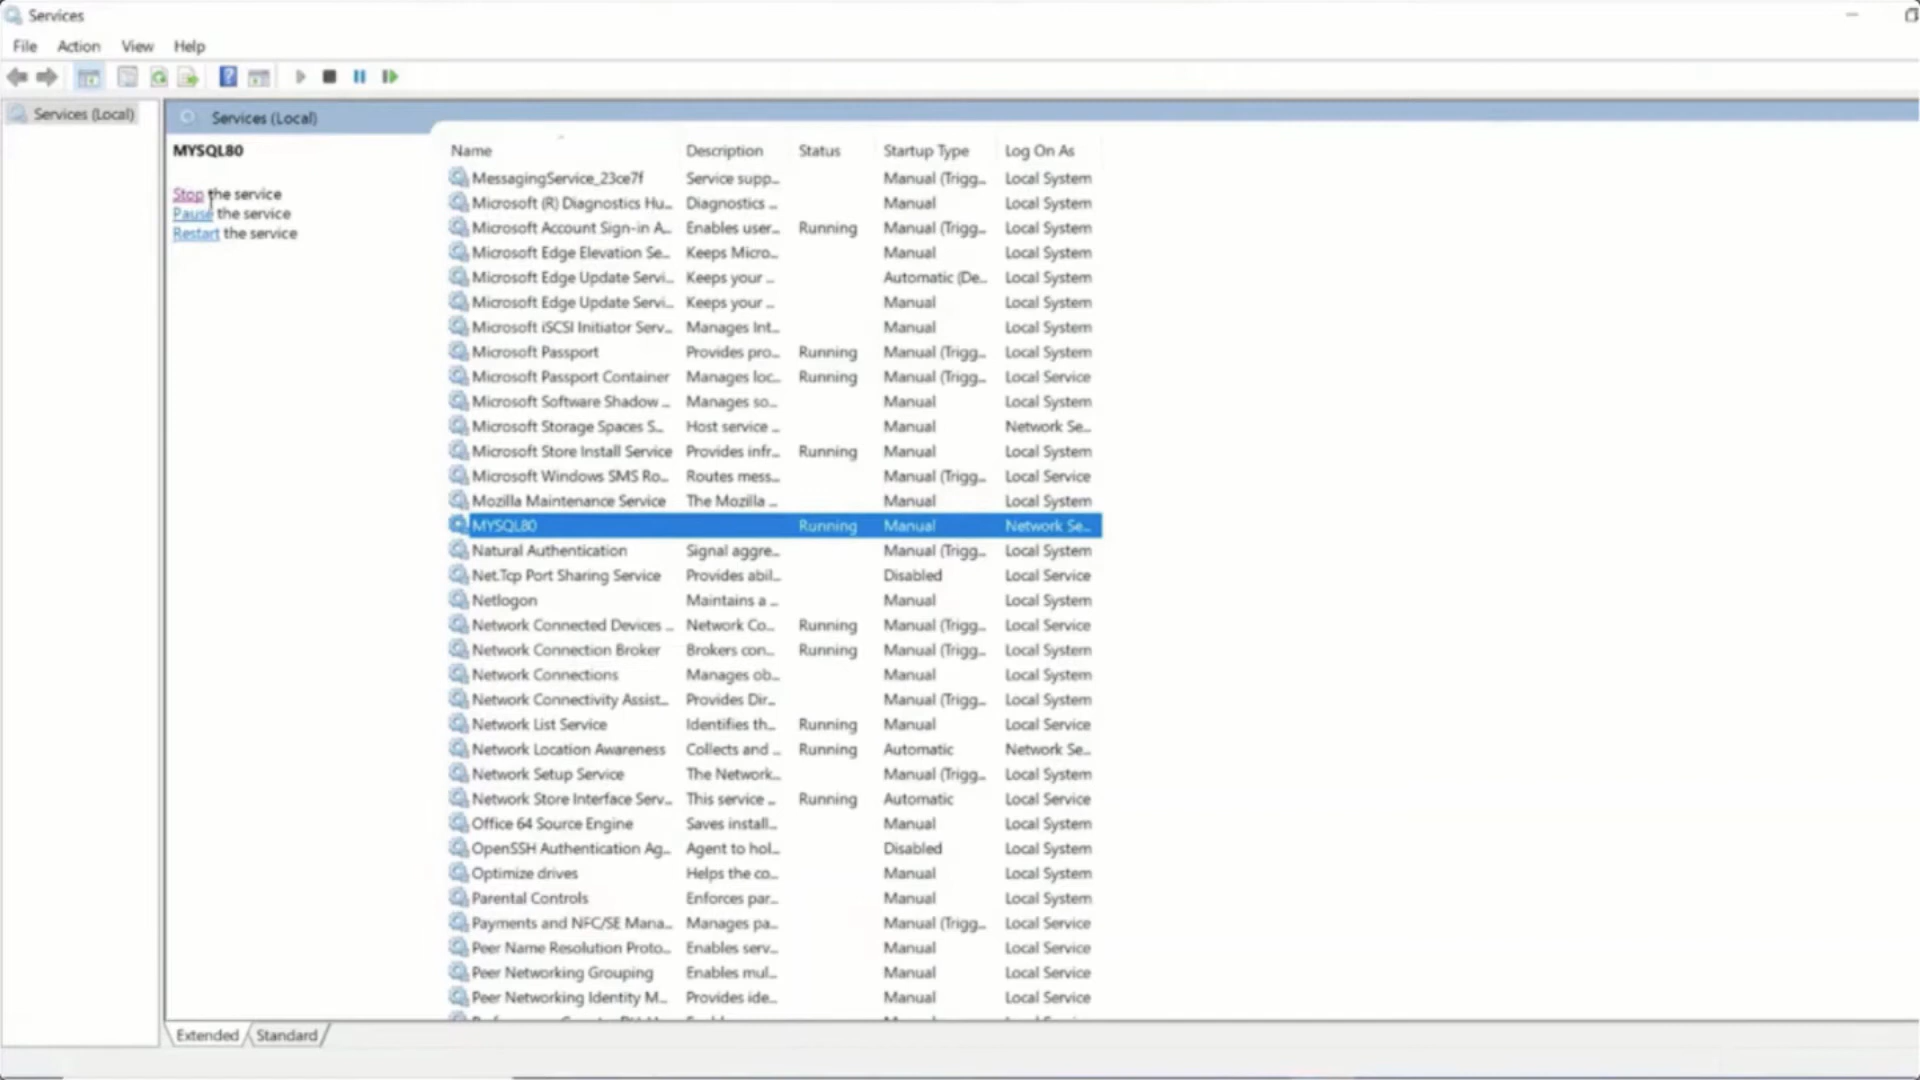 Services
File Action View Help
Services (Local)
Services (Local)
MYSQL80
Stop the service
Pause the service
Restart the service
Name Description Status Startup Type Log On As
MessagingService_23ce7f Service supp... Manual (Trigg... Local System
Microsoft (R) Diagnostics Hu... Diagnostics ... Manual Local System
Microsoft Account Sign-in A... Enables user... Running Manual (Trigg... Local System
Microsoft Edge Elevation Se... Keeps Micro... Manual Local System
Microsoft Edge Update Servi... Keeps your ... Automatic (De... Local System
Microsoft Edge Update Servi... Keeps your ... Manual Local System
Microsoft iSCSI Initiator Serv... Manages Int... Manual Local System
Microsoft Passport Provides pro... Running Manual (Trigg... Local System
Microsoft Passport Container Manages loc... Running Manual (Trigg... Local Service
Microsoft Software Shadow ... Manages so... Manual Local System
Microsoft Storage Spaces S... Host service ... Manual Network Se...
Microsoft Store Install Service Provides infr... Running Manual Local System
Microsoft Windows SMS Ro... Routes mess... Manual (Trigg... Local Service
Mozilla Maintenance Service The Mozilla ... Manual Local System
MYSQL80 Running Manual Network Se...
Natural Authentication Signal aggre... Manual (Trigg... Local System
Net.Tcp Port Sharing Service Provides abil... Disabled Local Service
Netlogon Maintains a ... Manual Local System
Network Connected Devices ... Network Co... Running Manual (Trigg... Local Service
Network Connection Broker Brokers con... Running Manual (Trigg... Local System
Network Connections Manages ob... Manual Local System
Network Connectivity Assist... Provides Dir... Manual (Trigg... Local System
Network List Service Identifies th... Running Manual Local Service
Network Location Awareness Collects and ... Running Automatic Network Se...
Network Setup Service The Network... Manual (Trigg... Local System
Network Store Interface Serv... This service ... Running Automatic Local Service
Office 64 Source Engine Saves install... Manual Local System
OpenSSH Authentication Ag... Agent to hol... Disabled Local System
Optimize drives Helps the co... Manual Local System
Parental Controls Enforces par... Manual Local System
Payments and NFC/SE Mana... Manages pa... Manual (Trigg... Local Service
Peer Name Resolution Proto... Enables serv... Manual Local Service
Peer Networking Grouping Enables mul... Manual Local Service
Peer Networking Identity M... Provides ide... Manual Local Service
Extended Standard